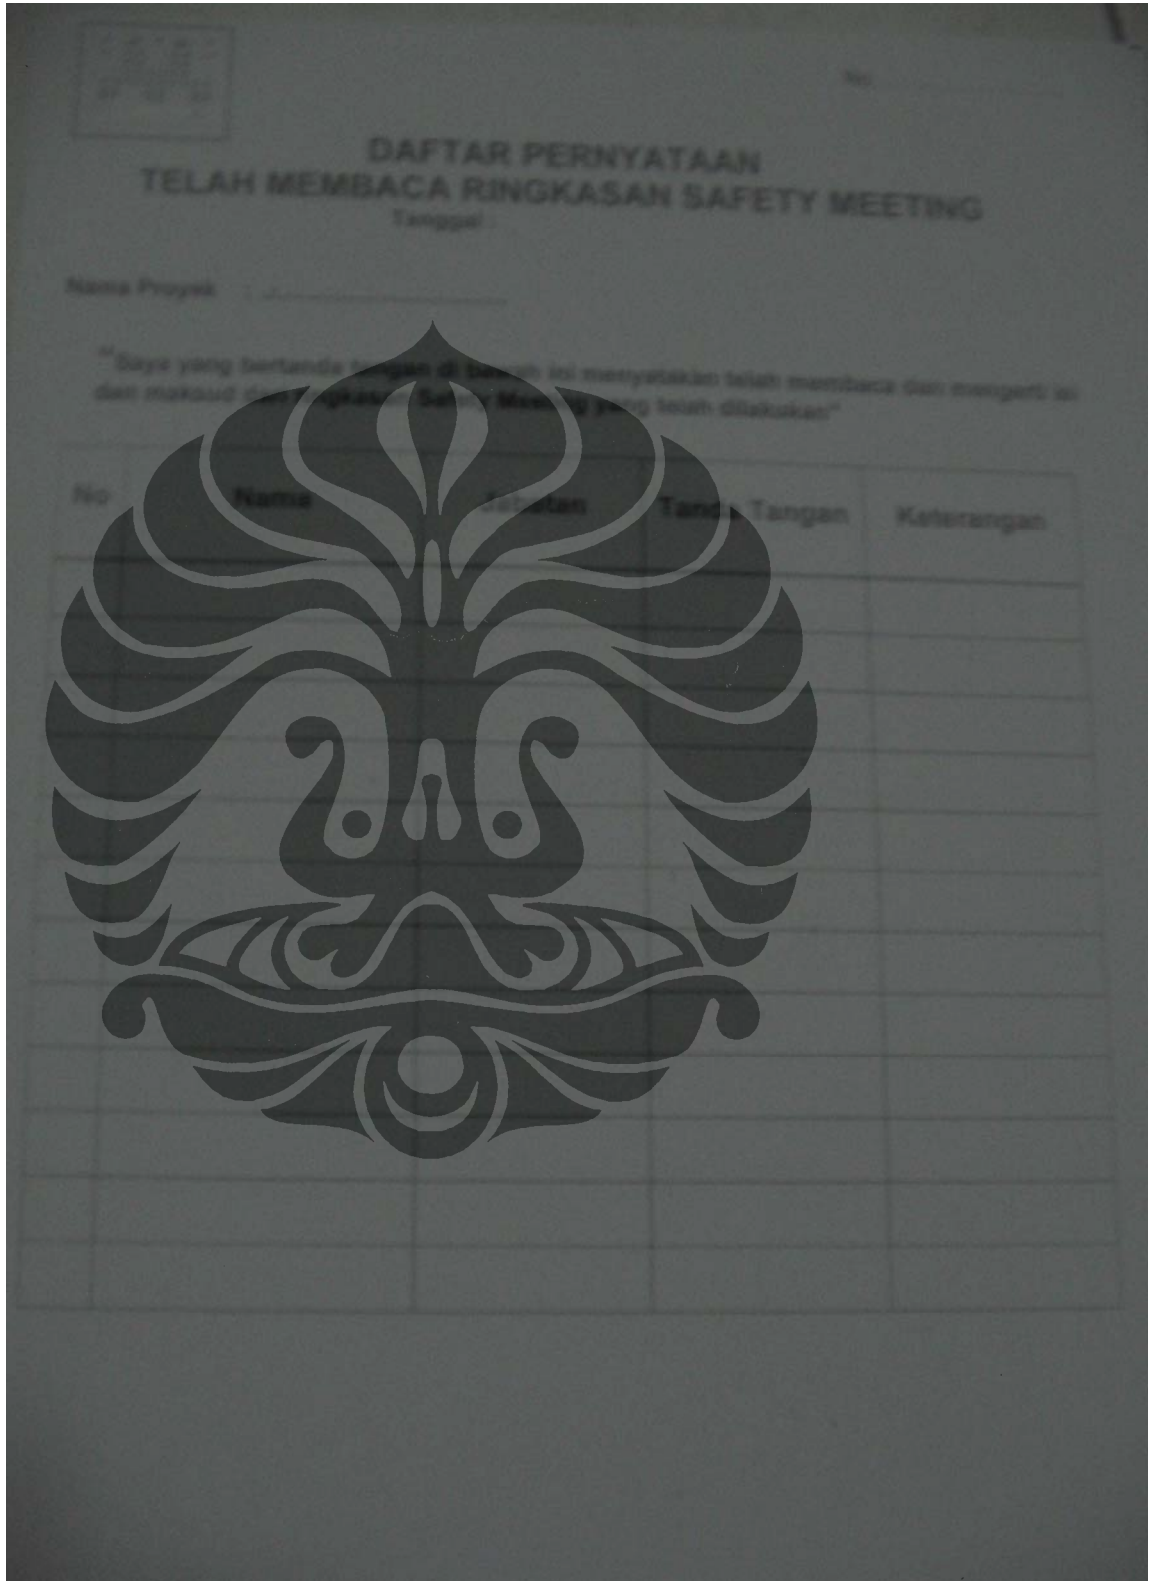 No
DAFTAR PERNYATAAN
TELAH MEMBACA RINGKASAN SAFETY MEETING
Tanggal :
Nama Proyek : ................................
"Saya yang bertanda tangan di bawah ini menyatakan telah membaca dan mengerti isi
dan maksud dari ringkasan Safety Meeting yang telah dilakukan"
No Nama Jabatan Tanda Tangan Keterangan